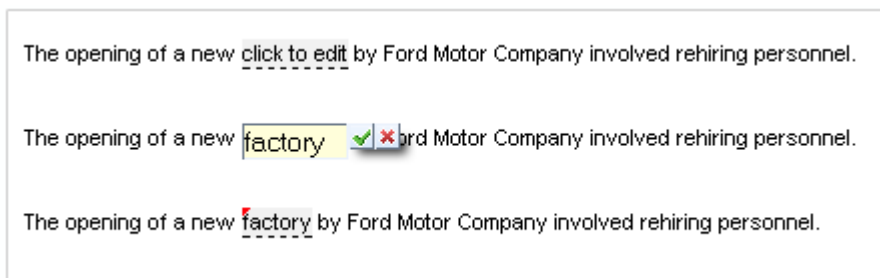 The opening of a new click to edit by Ford Motor Company involved rehiring personnel.
The opening of a new factory ord Motor Company involved rehiring personnel.
The opening of a new factory by Ford Motor Company involved rehiring personnel.